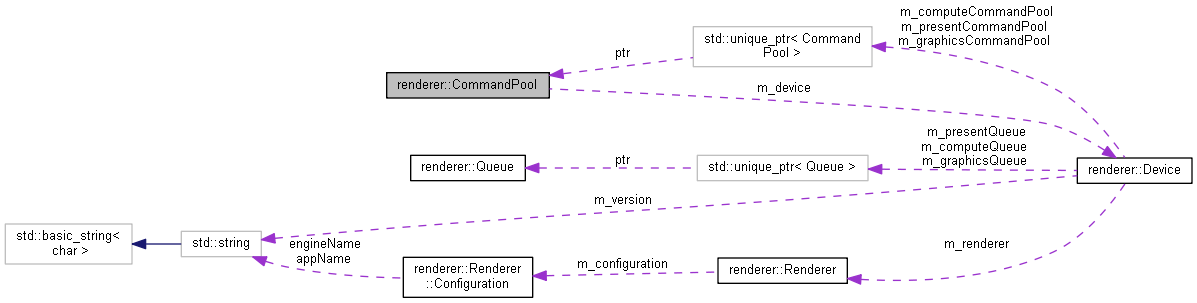 m_computeCommandPool
m_presentCommandPool
m_graphicsCommandPool
std::unique_ptr< Command
Pool >
ptr
renderer::CommandPool
m_device
m_presentQueue
m_computeQueue
m_graphicsQueue
renderer::Queue
ptr
std::unique_ptr< Queue >
renderer::Device
m_version
std::basic_string<
char >
std::string
engineName
appName
renderer::Renderer
::Configuration
m_configuration
renderer::Renderer
m_renderer